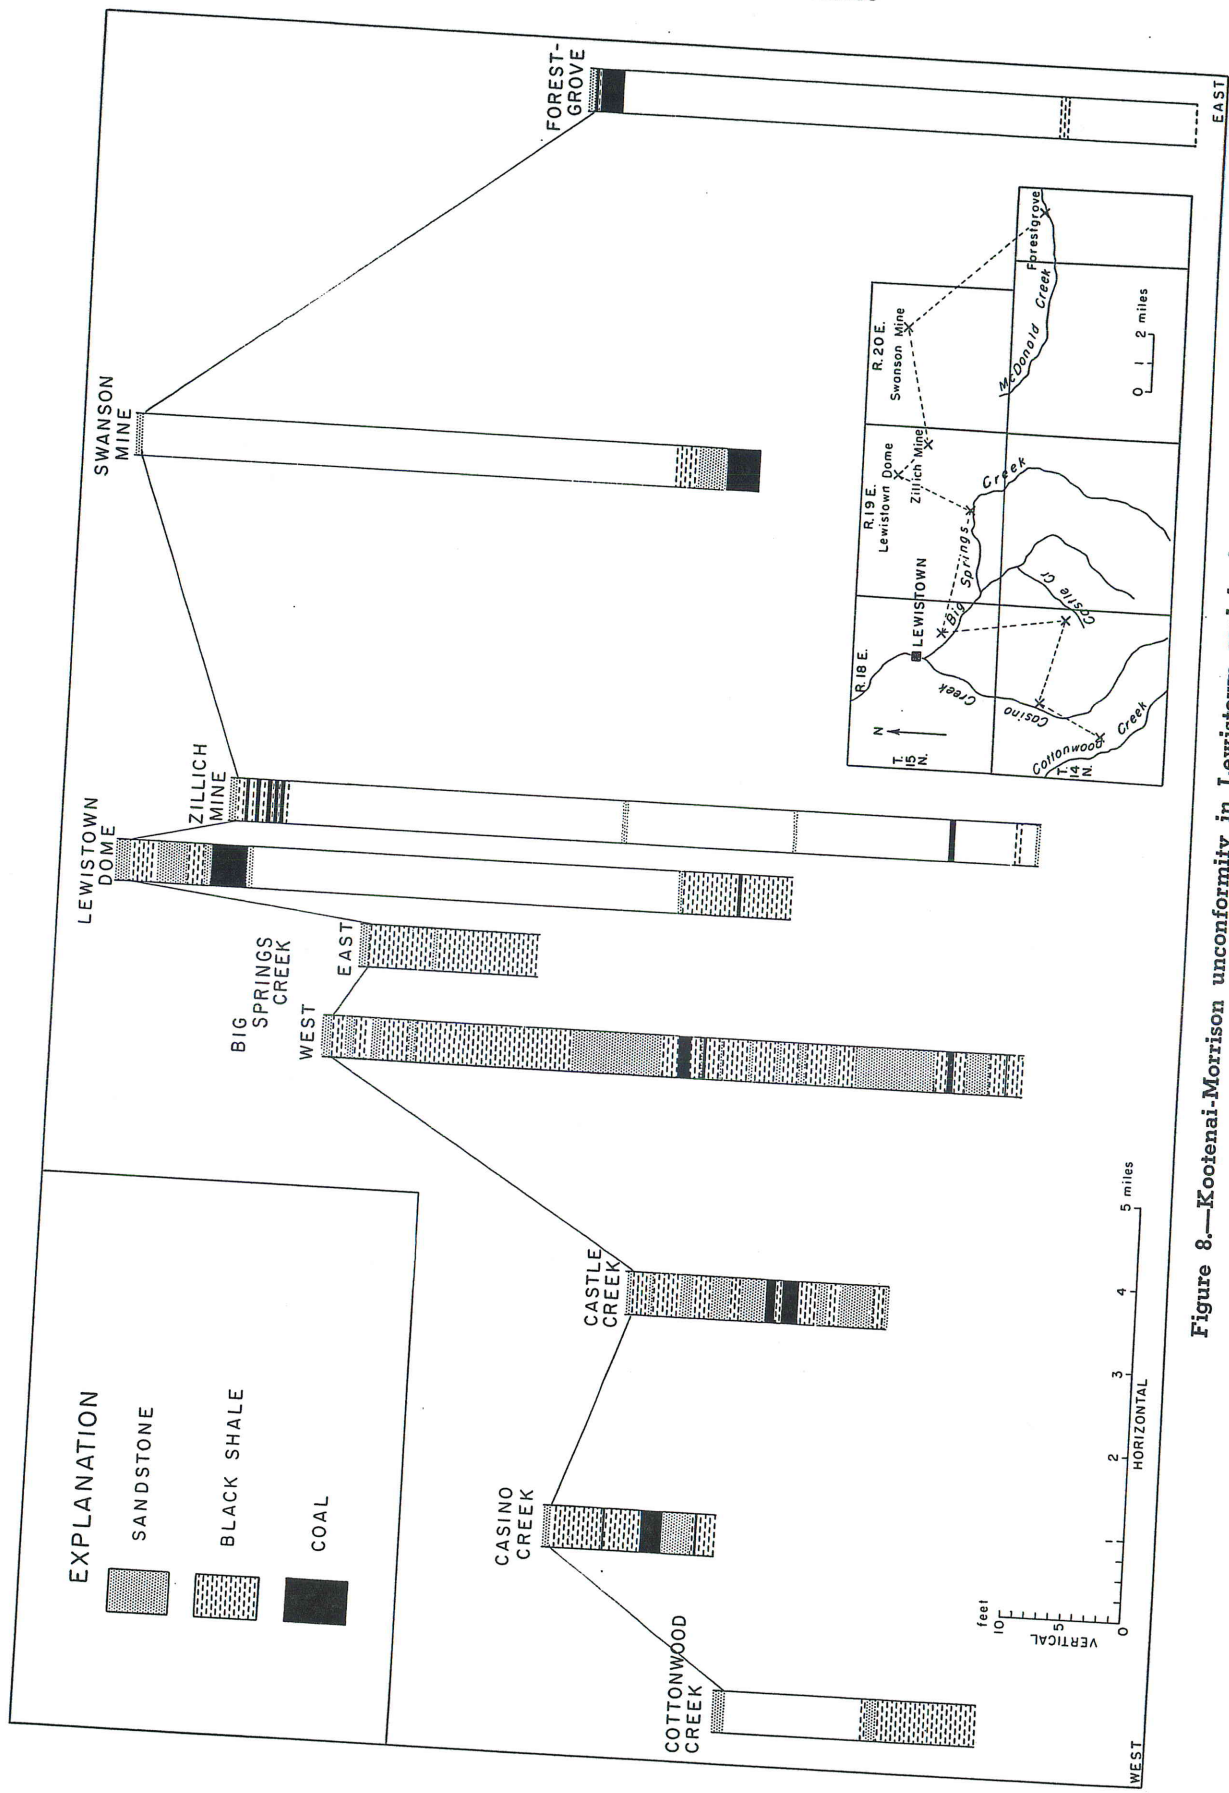 EXPLANATION
SANDSTONE
BLACK SHALE
COAL
COTTONWOOD
CREEK
CASINO
CREEK
CASTLE
CREEK
BIG
SPRINGS
CREEK
WEST
EAST
LEWISTOWN
DOME
ZILLICH
MINE
SWANSON
MINE
FOREST-
GROVE
feet
10
5
0
VERTICAL
1
2
3
4
5 miles
HORIZONTAL
WEST
EAST
R. 18 E.
R. 19 E.
R. 20 E.
N
T.
15
N.
T.
14
N.
LEWISTOWN
Lewistown Dome
Zillich Mine
Swanson Mine
Forestgrove
McDonald Creek
Big Springs Creek
Castle Cr
Casino Creek
Cottonwood Creek
0 1 2 miles
Figure 8.—Kootenai-Morrison unconformity in Lewistown